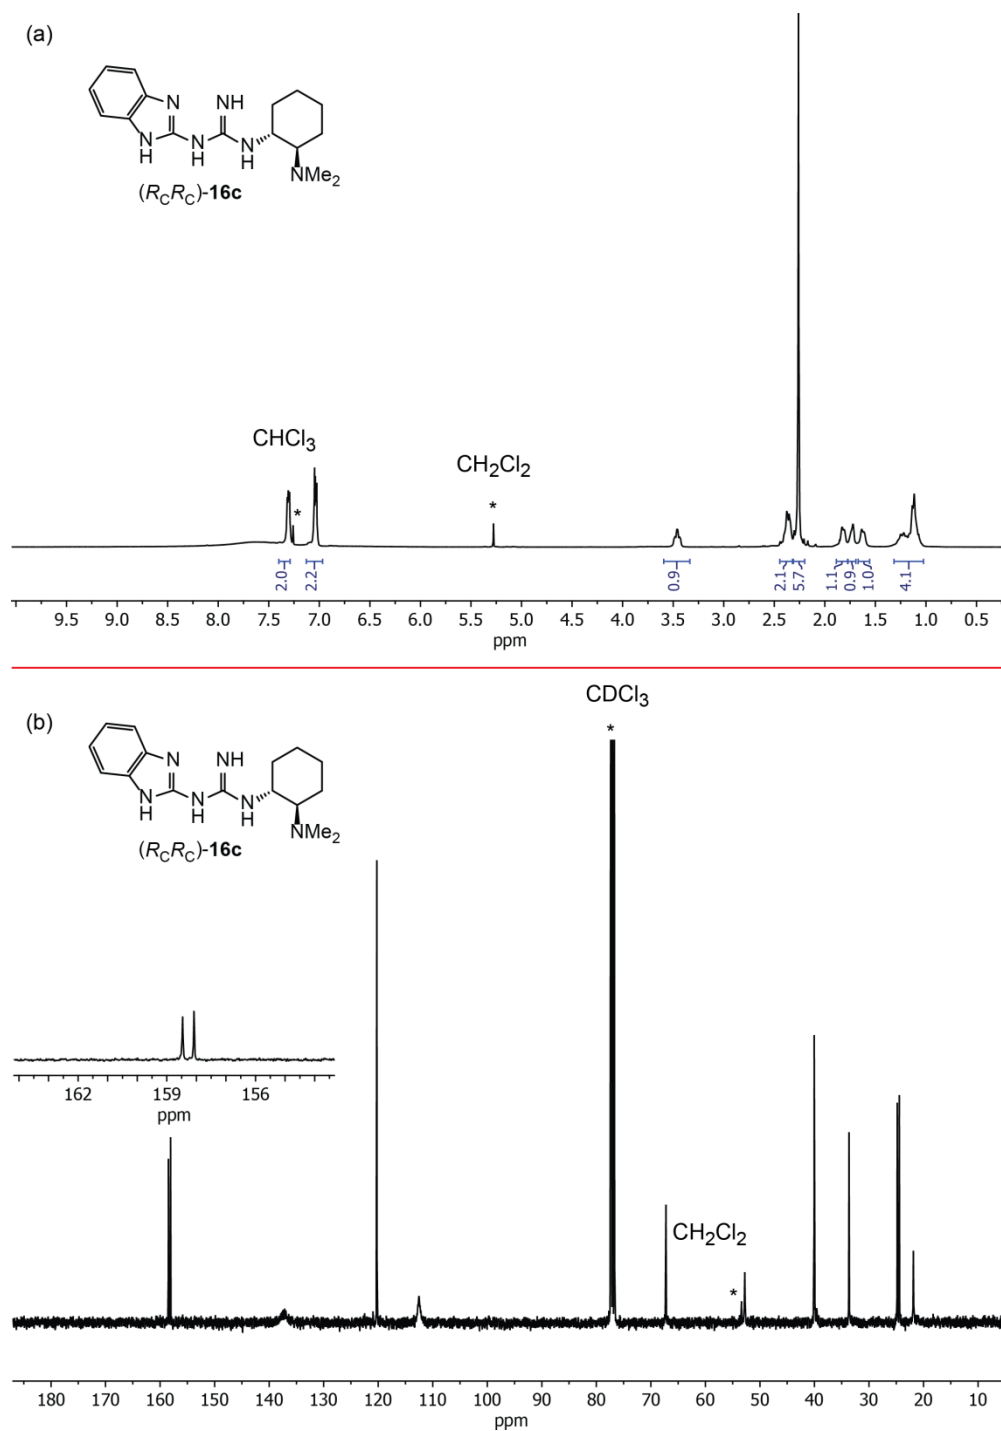 (a)
N
NH
N
H
N
H
N
H
NMe2
(RCRC)-16c
CHCl3
*
CH2Cl2
*
2.0
2.2
0.9
2.1
5.7
1.1
0.9
1.0
4.1
9.5 9.0 8.5 8.0 7.5 7.0 6.5 6.0 5.5 5.0 4.5 4.0 3.5 3.0 2.5 2.0 1.5 1.0 0.5
ppm
(b)
N
NH
N
H
N
H
N
H
NMe2
(RCRC)-16c
CDCl3
*
162 159 156
ppm
CH2Cl2
*
180 170 160 150 140 130 120 110 100 90 80 70 60 50 40 30 20 10
ppm